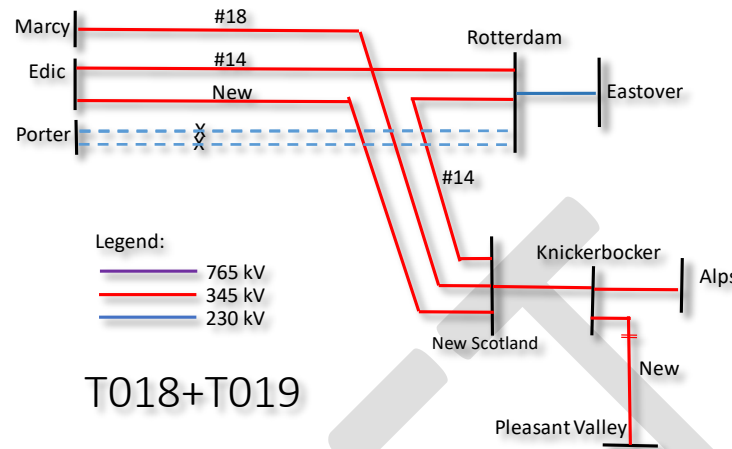 Marcy
#18
Rotterdam
Edic
#14
New
Eastover
Porter
X
X
#14
Legend:
765 kV
345 kV
230 kV
Knickerbocker
Alps
New Scotland
New
T018+T019
Pleasant Valley